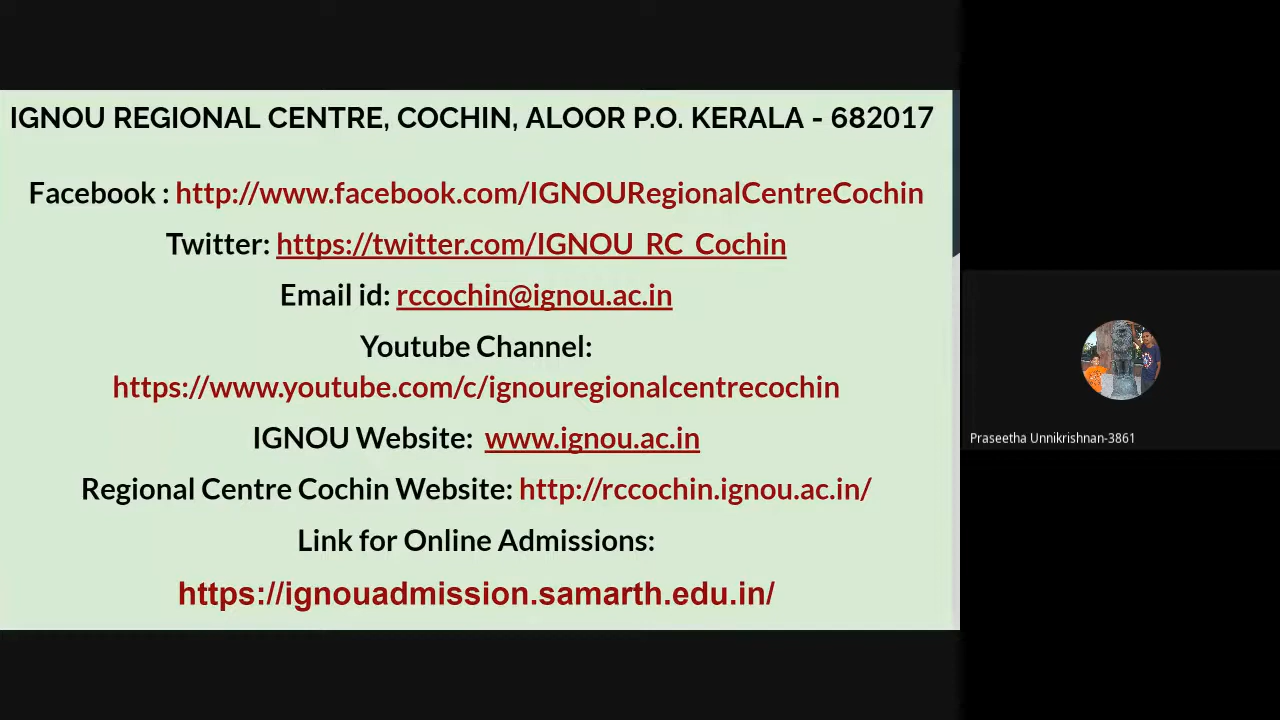 IGNOU REGIONAL CENTRE, COCHIN, ALOOR P.O. KERALA - 682017
Facebook : http://www.facebook.com/IGNOURegionalCentreCochin
Twitter: https://twitter.com/IGNOU_RC_Cochin
Email id: rccochin@ignou.ac.in
Youtube Channel:
https://www.youtube.com/c/ignouregionalcentrecochin
IGNOU Website: www.ignou.ac.in
Regional Centre Cochin Website: http://rccochin.ignou.ac.in/
Link for Online Admissions:
https://ignouadmission.samarth.edu.in/
Praseetha Unnikrishnan-3861